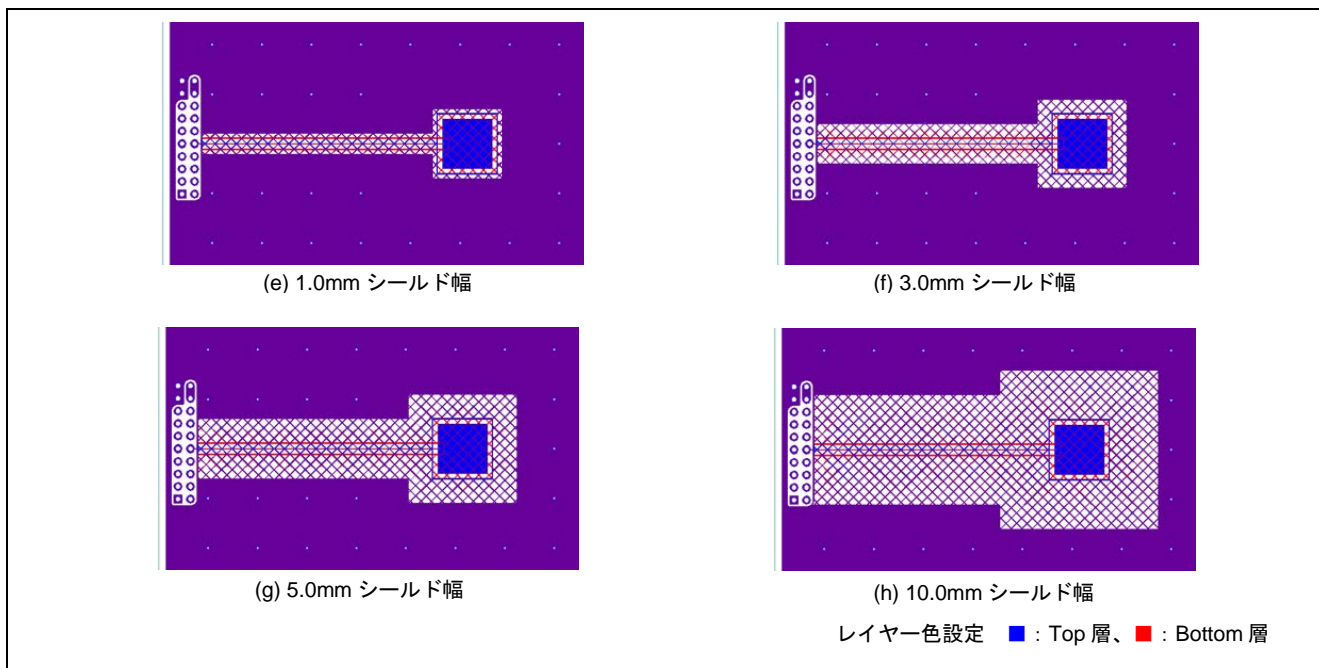 (e) 1.0mm シールド幅
(f) 3.0mm シールド幅
(g) 5.0mm シールド幅
(h) 10.0mm シールド幅
レイヤー色設定 ■：Top 層、■：Bottom 層